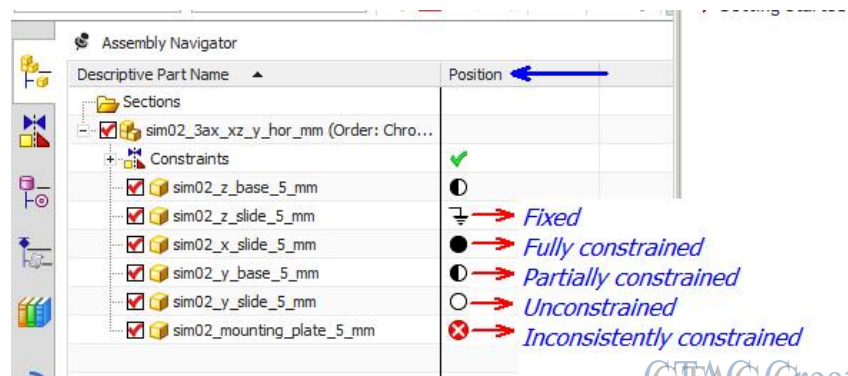 Assembly Navigator
Descriptive Part Name Position
Sections
sim02_3ax_xz_y_hor_mm (Order: Chro...
Constraints
sim02_z_base_5_mm
sim02_z_slide_5_mm Fixed
sim02_x_slide_5_mm Fully constrained
sim02_y_base_5_mm Partially constrained
sim02_y_slide_5_mm Unconstrained
sim02_mounting_plate_5_mm Inconsistently constrained